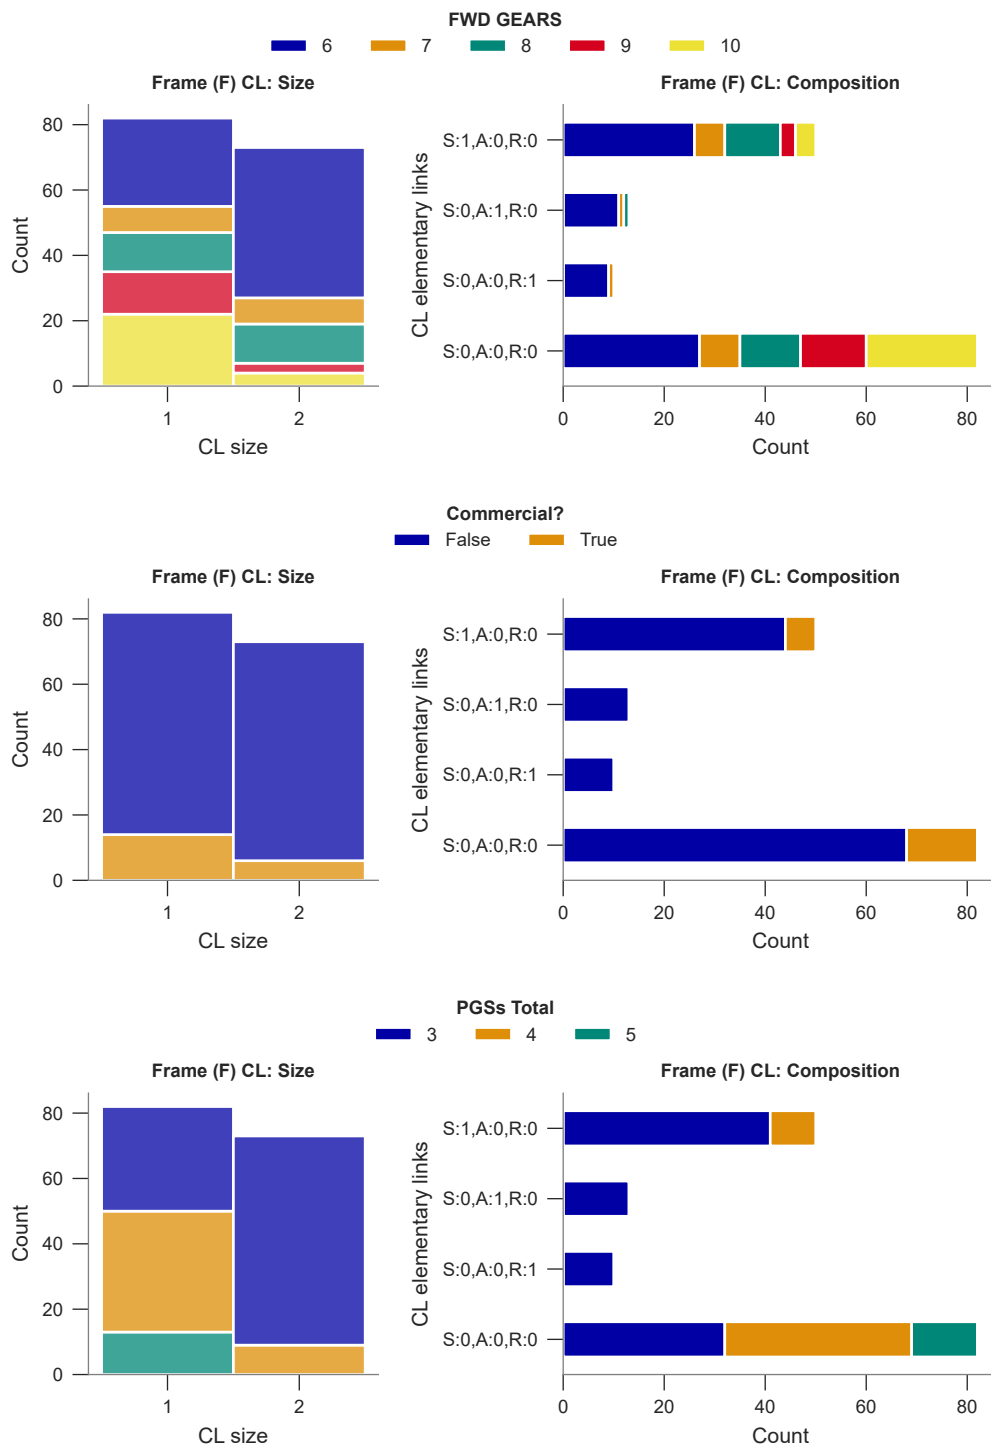 FWD GEARS
6 7 8 9 10
Frame (F) CL: Size
80
60
40
20
0
Count
1 2
CL size
Frame (F) CL: Composition
CL elementary links
S:1,A:0,R:0
S:0,A:1,R:0
S:0,A:0,R:1
S:0,A:0,R:0
0 20 40 60 80
Count
Commercial?
False True
Frame (F) CL: Size
80
60
40
20
0
Count
1 2
CL size
Frame (F) CL: Composition
CL elementary links
S:1,A:0,R:0
S:0,A:1,R:0
S:0,A:0,R:1
S:0,A:0,R:0
0 20 40 60 80
Count
PGSs Total
3 4 5
Frame (F) CL: Size
80
60
40
20
0
Count
1 2
CL size
Frame (F) CL: Composition
CL elementary links
S:1,A:0,R:0
S:0,A:1,R:0
S:0,A:0,R:1
S:0,A:0,R:0
0 20 40 60 80
Count